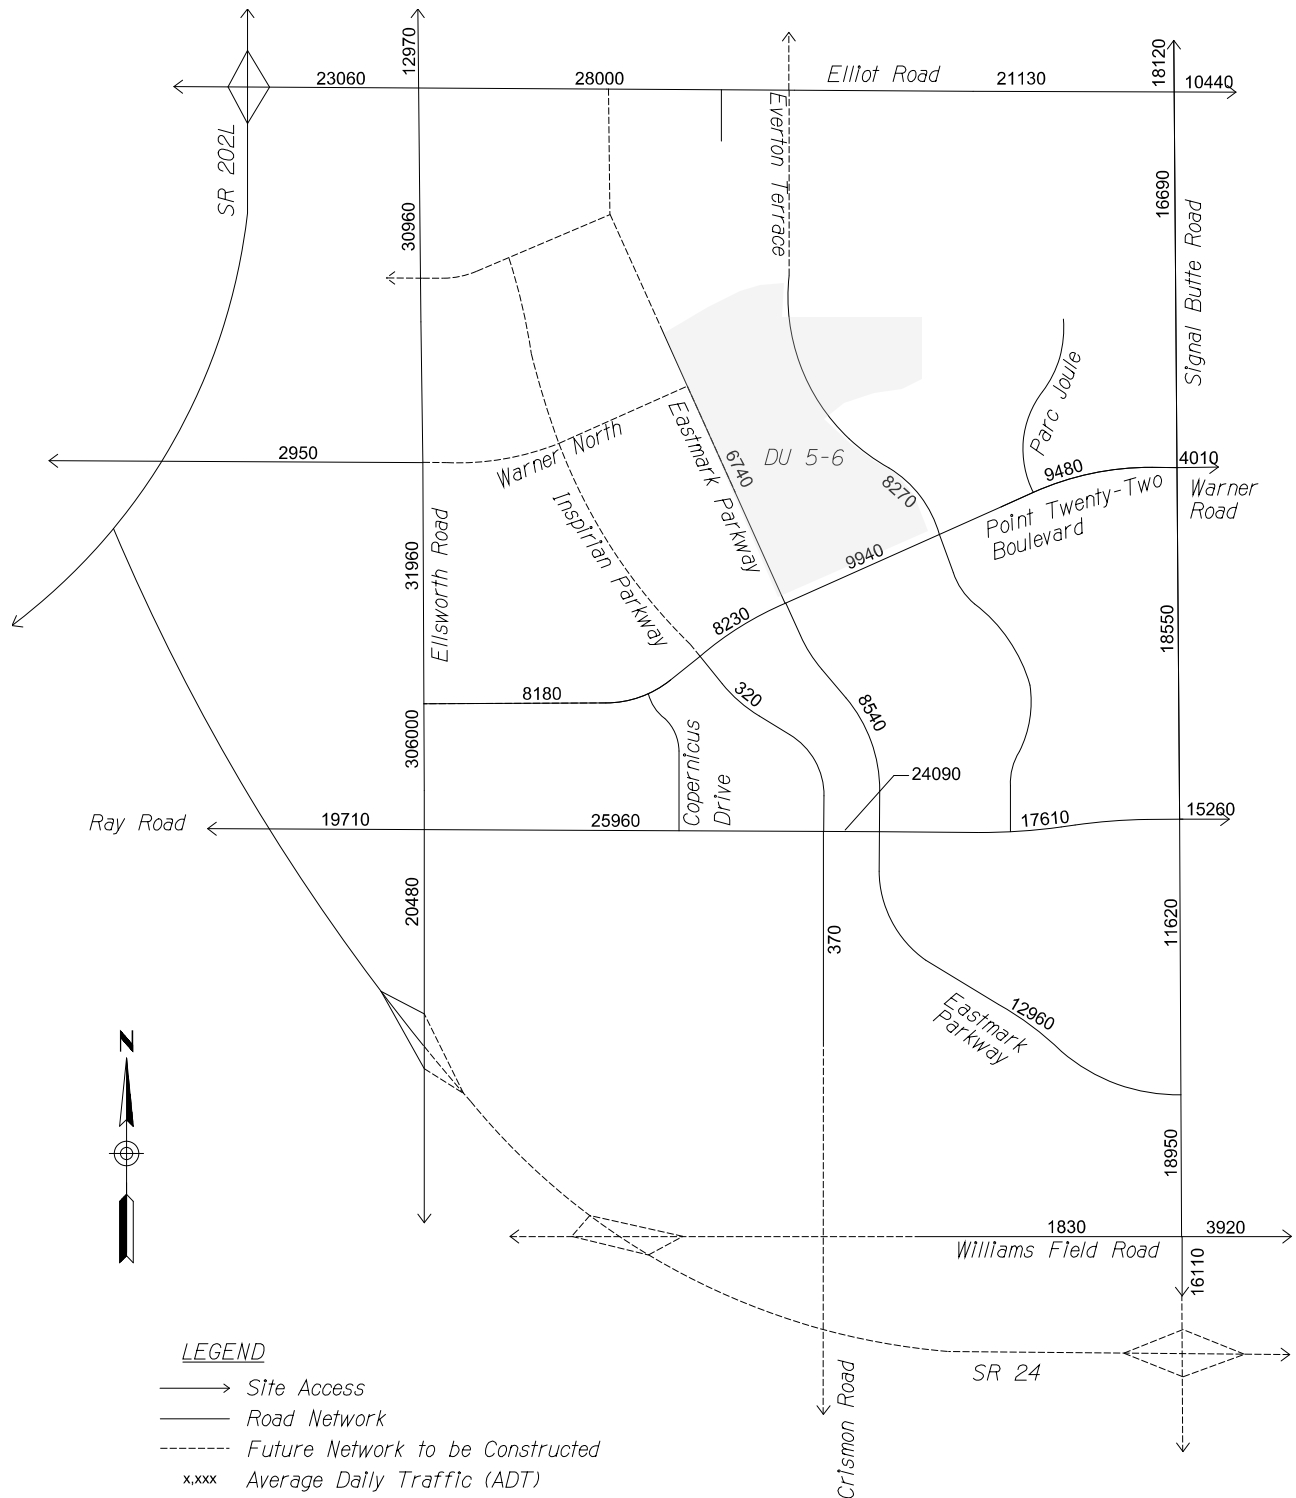 12970
18120
23060
28000
Elliot Road
21130
10440
SR 202L
Everton Terrace
30960
16690
Signal Butte Road
Parc Joule
2950
Warner North
Eastmark Parkway
6740
DU 5-6
8270
9480
4010
Warner
Road
Point Twenty-Two
Boulevard
Inspirian Parkway
31960
Ellsworth Road
9940
8230
18550
8180
320
8540
306000
Copernicus
Drive
24090
Ray Road
19710
25960
17610
15260
20480
370
11620
12960
Eastmark
Parkway
N
18950
1830
3920
Williams Field Road
16110
SR 24
Crismon Road
LEGEND
Site Access
Road Network
Future Network to be Constructed
x,xxx Average Daily Traffic (ADT)